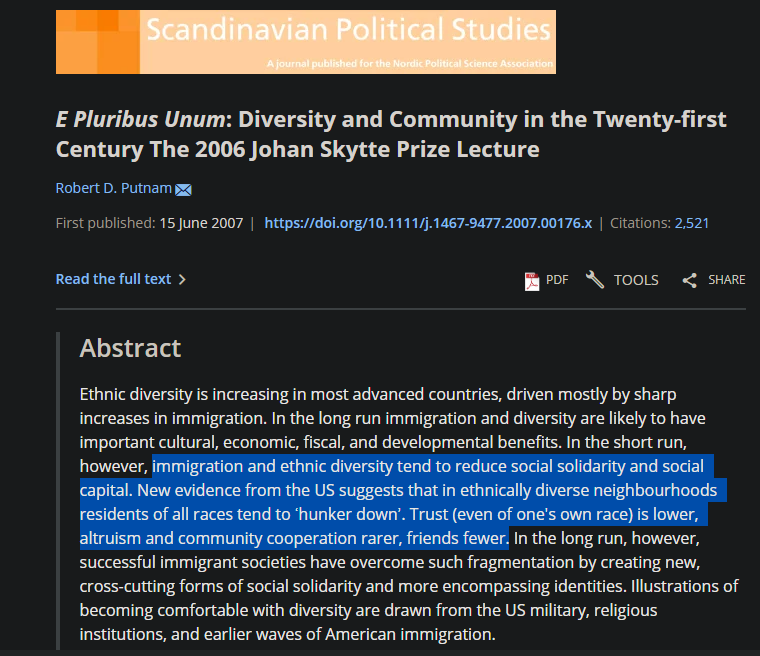 Scandinavian Political Studies
A journal published for the Nordic Political Science Association
E Pluribus Unum: Diversity and Community in the Twenty-first
Century The 2006 Johan Skytte Prize Lecture
Robert D. Putnam
First published: 15 June 2007 | https://doi.org/10.1111/j.1467-9477.2007.00176.x | Citations: 2,521
Read the full text
PDF TOOLS SHARE
Abstract
Ethnic diversity is increasing in most advanced countries, driven mostly by sharp
increases in immigration. In the long run immigration and diversity are likely to have
important cultural, economic, fiscal, and developmental benefits. In the short run,
however, immigration and ethnic diversity tend to reduce social solidarity and social
capital. New evidence from the US suggests that in ethnically diverse neighbourhoods
residents of all races tend to ‘hunker down’. Trust (even of one's own race) is lower,
altruism and community cooperation rarer, friends fewer. In the long run, however,
successful immigrant societies have overcome such fragmentation by creating new,
cross-cutting forms of social solidarity and more encompassing identities. Illustrations of
becoming comfortable with diversity are drawn from the US military, religious
institutions, and earlier waves of American immigration.